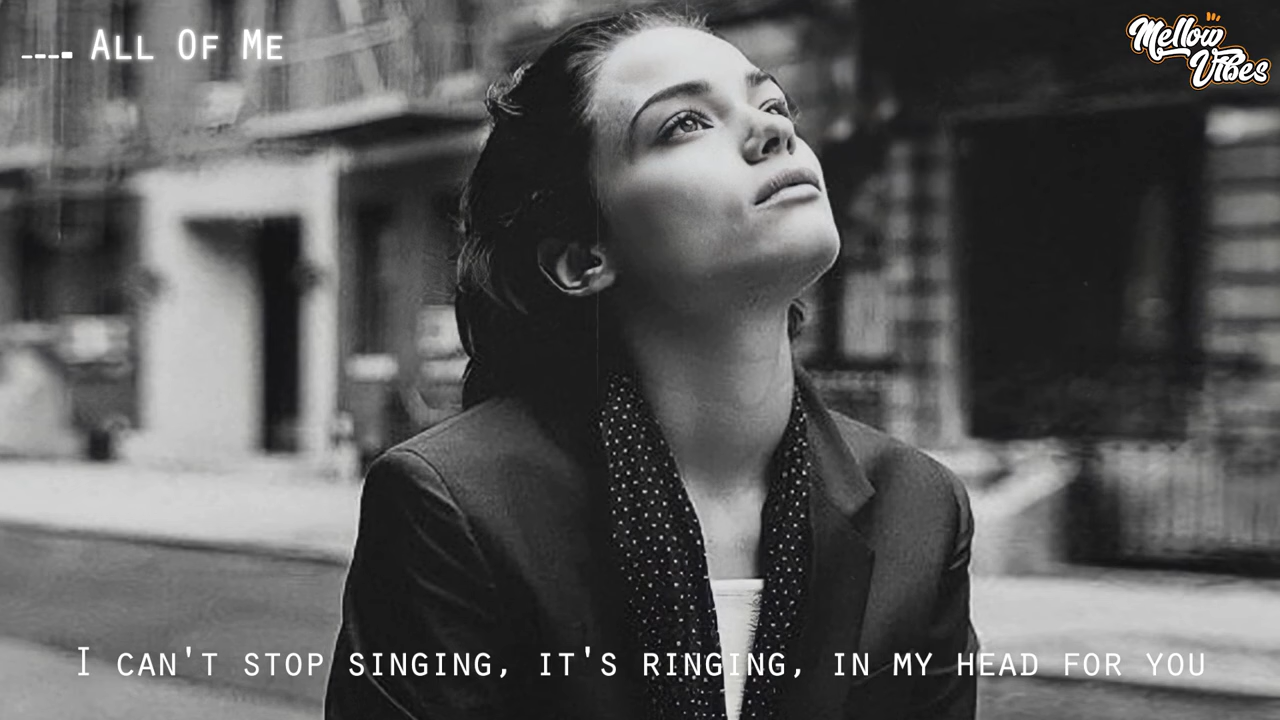 All Of Me
Mellow
Vibes
I can't stop singing, it's ringing, in my head for you